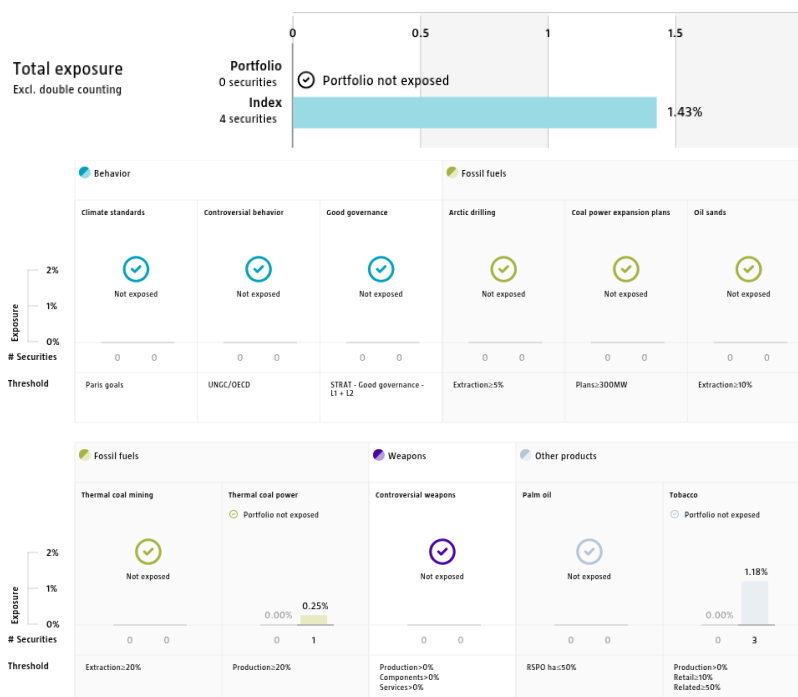 0 0.5 1 1.5
Total exposure
Excl. double counting
Portfolio
0 securities
Portfolio not exposed
Index
4 securities
1.43%
Behavior
Fossil fuels
Climate standards Controversial behavior Good governance Arctic drilling Coal power expansion plans Oil sands
Not exposed Not exposed Not exposed Not exposed Not exposed Not exposed
Exposure
2%
1%
0%
# Securities 0 0 0 0 0 0 0 0 0 0 0 0
Threshold Paris goals UNGC/OECD STRAT - Good governance - Extraction≥5% Plans≥300MW Extraction≥10%
L1 + L2
Fossil fuels Weapons Other products
Thermal coal mining Thermal coal power Controversial weapons Palm oil Tobacco
Portfolio not exposed Portfolio not exposed
Not exposed Not exposed Not exposed
Exposure
2%
1%
0%
0.00% 0.25% 0.00% 1.18%
# Securities 0 0 0 1 0 0 0 0 0 3
Threshold Extraction≥20% Production≥20% Production>0% RSPO ha≤50% Production>0%
Components>0% Retail≥10%
Services>0% Related≥50%